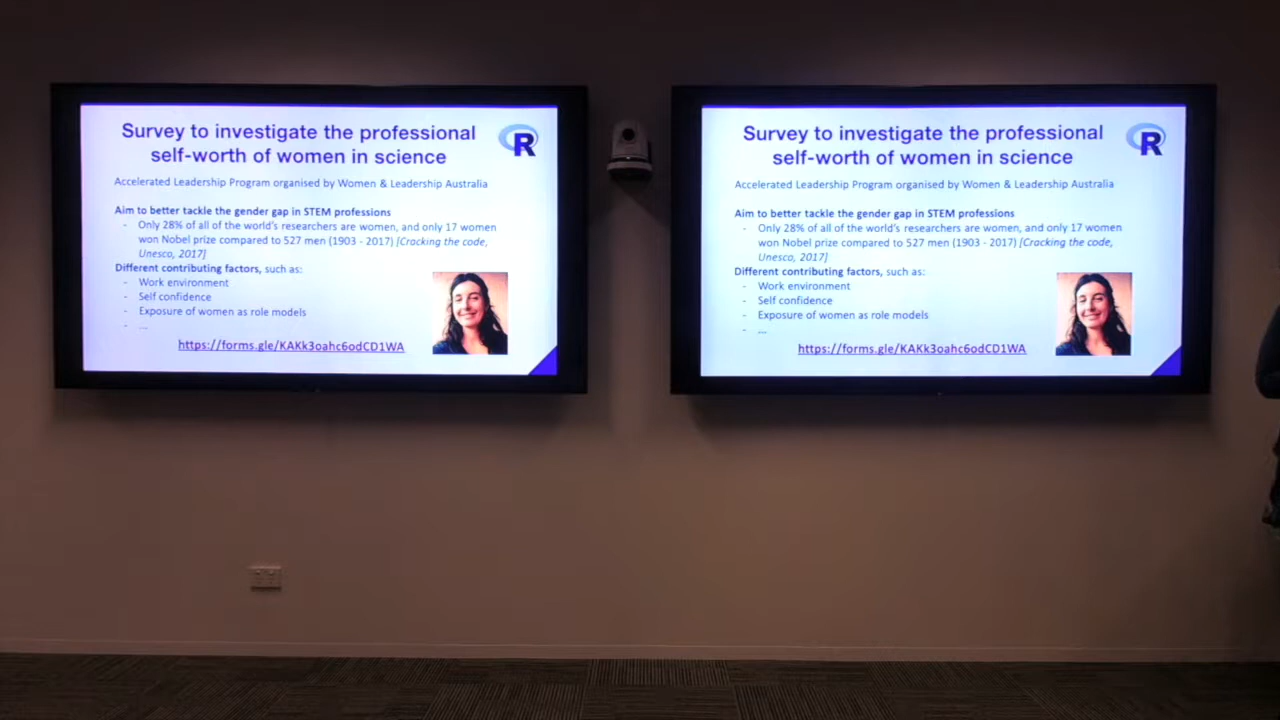 Survey to investigate the professional
self-worth of women in science
R
Accelerated Leadership Program organised by Women & Leadership Australia
Aim to better tackle the gender gap in STEM professions
- Only 28% of all of the world's researchers are women, and only 17 women
won Nobel prize compared to 527 men (1903 - 2017) [Cracking the code,
Unesco, 2017]
Different contributing factors, such as:
- Work environment
- Self confidence
- Exposure of women as role models
- ...
https://forms.gle/KAKk3oahc6odCD1WA
Survey to investigate the professional
self-worth of women in science
R
Accelerated Leadership Program organised by Women & Leadership Australia
Aim to better tackle the gender gap in STEM professions
- Only 28% of all of the world's researchers are women, and only 17 women
won Nobel prize compared to 527 men (1903 - 2017) [Cracking the code,
Unesco, 2017]
Different contributing factors, such as:
- Work environment
- Self confidence
- Exposure of women as role models
- ...
https://forms.gle/KAKk3oahc6odCD1WA